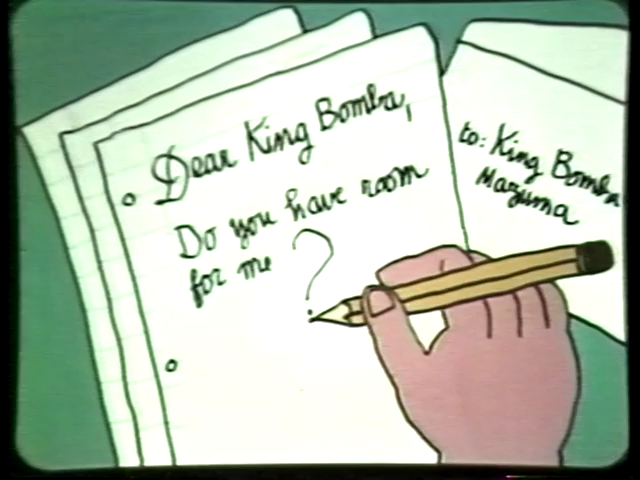 Dear King Bomba,
Do you have room
for me ?
to: King Bomba
Mazuma